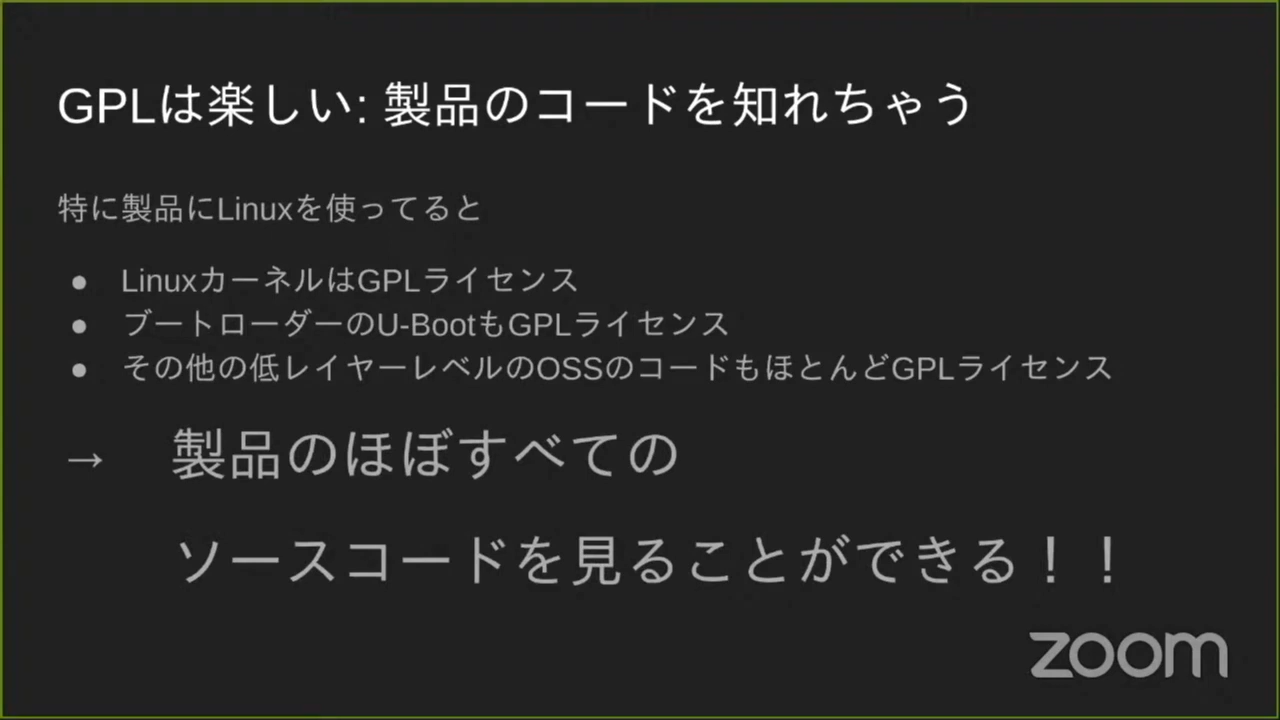 GPLは楽しい: 製品のコードを知れちゃう
特に製品にLinuxを使ってると
● LinuxカーネルはGPLライセンス
● ブートローダーのU-BootもGPLライセンス
● その他の低レイヤーレベルのOSSのコードもほとんどGPLライセンス
→ 製品のほぼすべての
ソースコードを見ることができる！！
zoom